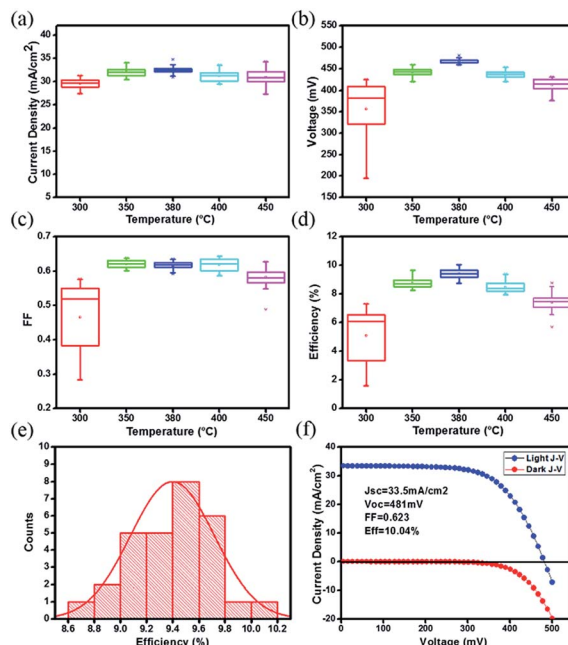 (a)
Current Density (mA/cm²)
40
35
30
25
20
15
10
5
300 350 380 400 450
Temperature (°C)
(b)
Voltage (mV)
550
500
450
400
350
300
250
200
150
300 350 380 400 450
Temperature (°C)
(c)
FF
0.7
0.6
0.5
0.4
0.3
0.2
300 350 380 400 450
Temperature (°C)
(d)
Efficiency (%)
12
10
8
6
4
2
0
300 350 380 400 450
Temperature (°C)
(e)
Counts
10
9
8
7
6
5
4
3
2
1
0
8.6 8.8 9.0 9.2 9.4 9.6 9.8 10.0 10.2
Efficiency (%)
(f)
Current Density (mA/cm²)
40
30
20
10
0
-10
-20
Light J-V
Dark J-V
Jsc=33.5mA/cm2
Voc=481mV
FF=0.623
Eff=10.04%
0 100 200 300 400 500
Voltage (mV)